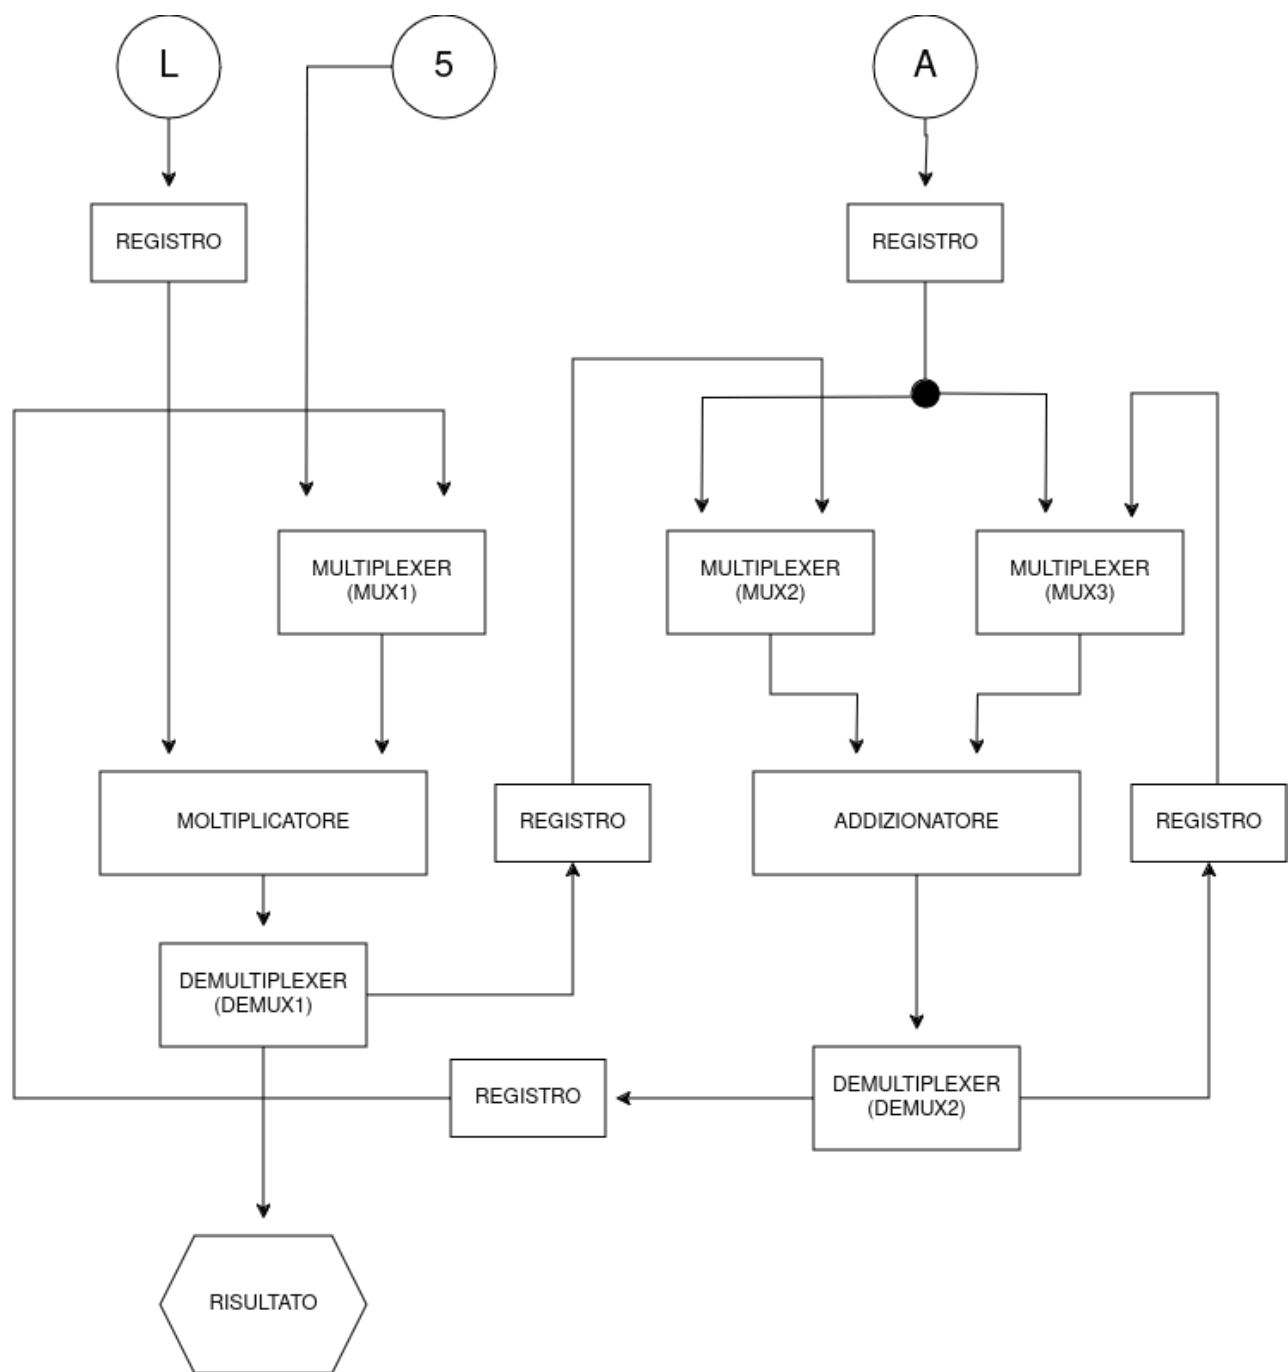 L
5
A
REGISTRO
REGISTRO
MULTIPLEXER
(MUX1)
MULTIPLEXER
(MUX2)
MULTIPLEXER
(MUX3)
MOLTIPLICATORE
REGISTRO
ADDIZIONATORE
REGISTRO
DEMULTIPLEXER
(DEMUX1)
REGISTRO
DEMULTIPLEXER
(DEMUX2)
RISULTATO